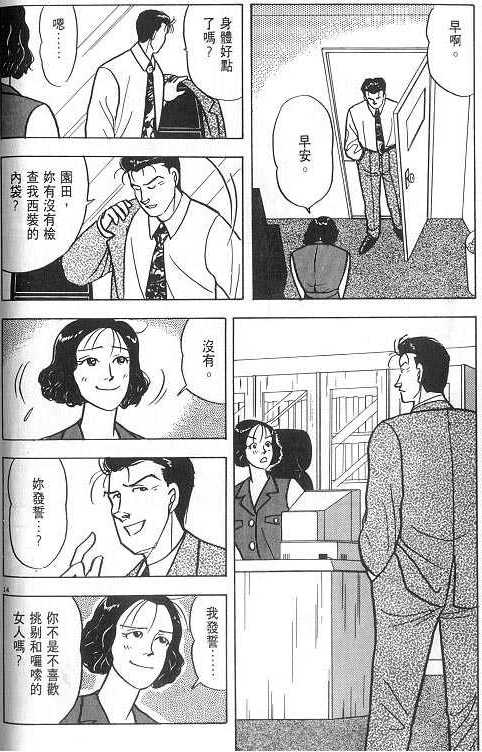 早啊。
早安。
身體好點
了嗎？
嗯……
園田，
妳有沒有檢
查我西裝的
內袋？
沒有。
妳發誓…？
我發誓……
你不是不喜歡
挑剔和囉嗦的
女人嗎？
14